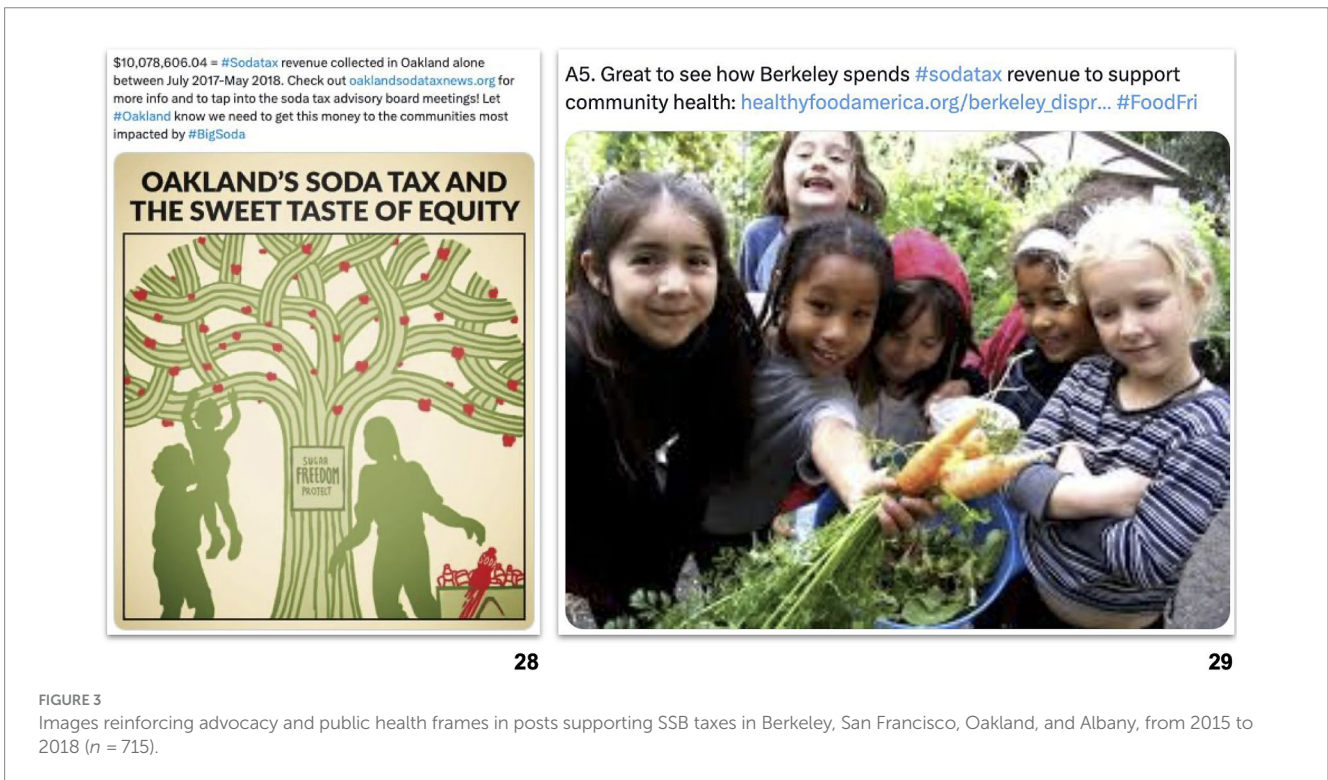 $10,078,606.04 = #Sodatax revenue collected in Oakland alone
between July 2017-May 2018. Check out oaklandsodataxnews.org for
more info and to tap into the soda tax advisory board meetings! Let
#Oakland know we need to get this money to the communities most
impacted by #BigSoda
OAKLAND'S SODA TAX AND
THE SWEET TASTE OF EQUITY
SUGAR
FREEDOM
PROJECT
SODA
28
A5. Great to see how Berkeley spends #sodatax revenue to support
community health: healthyfoodamerica.org/berkeley_dispr... #FoodFri
29
FIGURE 3
Images reinforcing advocacy and public health frames in posts supporting SSB taxes in Berkeley, San Francisco, Oakland, and Albany, from 2015 to
2018 (n = 715).